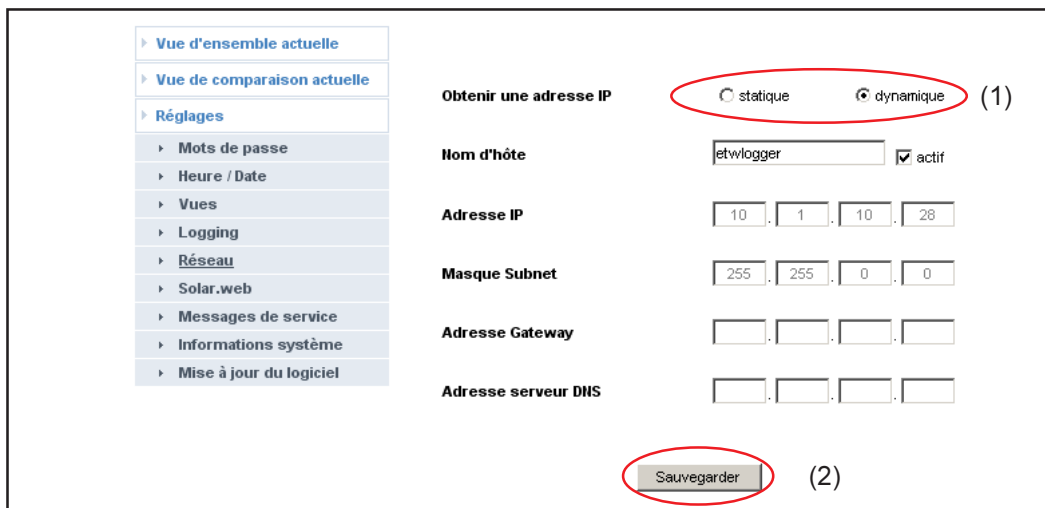 Vue d'ensemble actuelle
Vue de comparaison actuelle
Réglages
Mots de passe
Heure / Date
Vues
Logging
Réseau
Solar.web
Messages de service
Informations système
Mise à jour du logiciel
Obtenir une adresse IP statique dynamique (1)
Nom d'hôte etwlogger actif
Adresse IP 10 . 1 . 10 . 28
Masque Subnet 255 . 255 . 0 . 0
Adresse Gateway . . .
Adresse serveur DNS . . .
Sauvegarder (2)